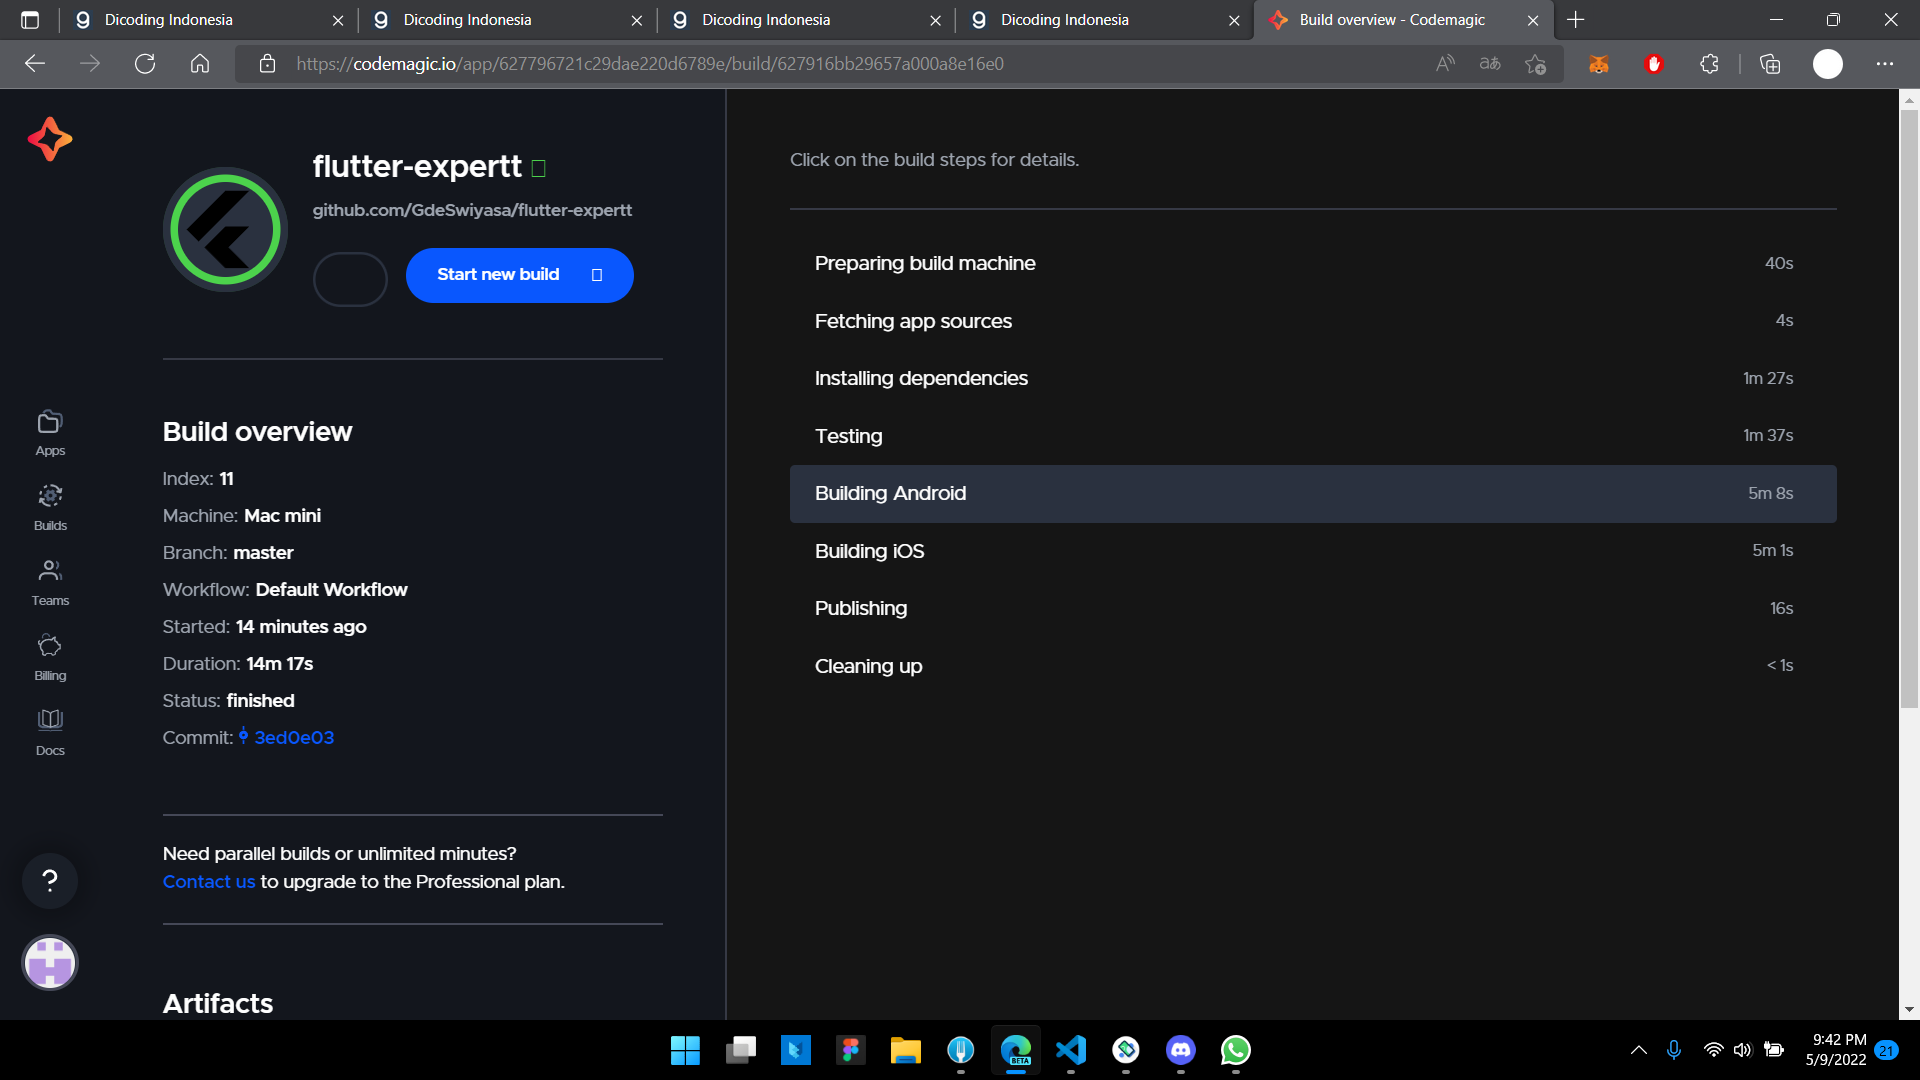 Dicoding Indonesia
Dicoding Indonesia
Dicoding Indonesia
Dicoding Indonesia
Build overview - Codemagic
https://codemagic.io/app/627796721c29dae220d6789e/build/627916bb29657a000a8e16e0
flutter-expertt
github.com/GdeSwiyasa/flutter-expertt
Start new build
Apps
Builds
Teams
Billing
Docs
?
Build overview
Index: 11
Machine: Mac mini
Branch: master
Workflow: Default Workflow
Started: 14 minutes ago
Duration: 14m 17s
Status: finished
Commit: 3ed0e03
Need parallel builds or unlimited minutes?
Contact us to upgrade to the Professional plan.
Artifacts
Click on the build steps for details.
Preparing build machine 40s
Fetching app sources 4s
Installing dependencies 1m 27s
Testing 1m 37s
Building Android 5m 8s
Building iOS 5m 1s
Publishing 16s
Cleaning up < 1s
BETA
9:42 PM
5/9/2022
21